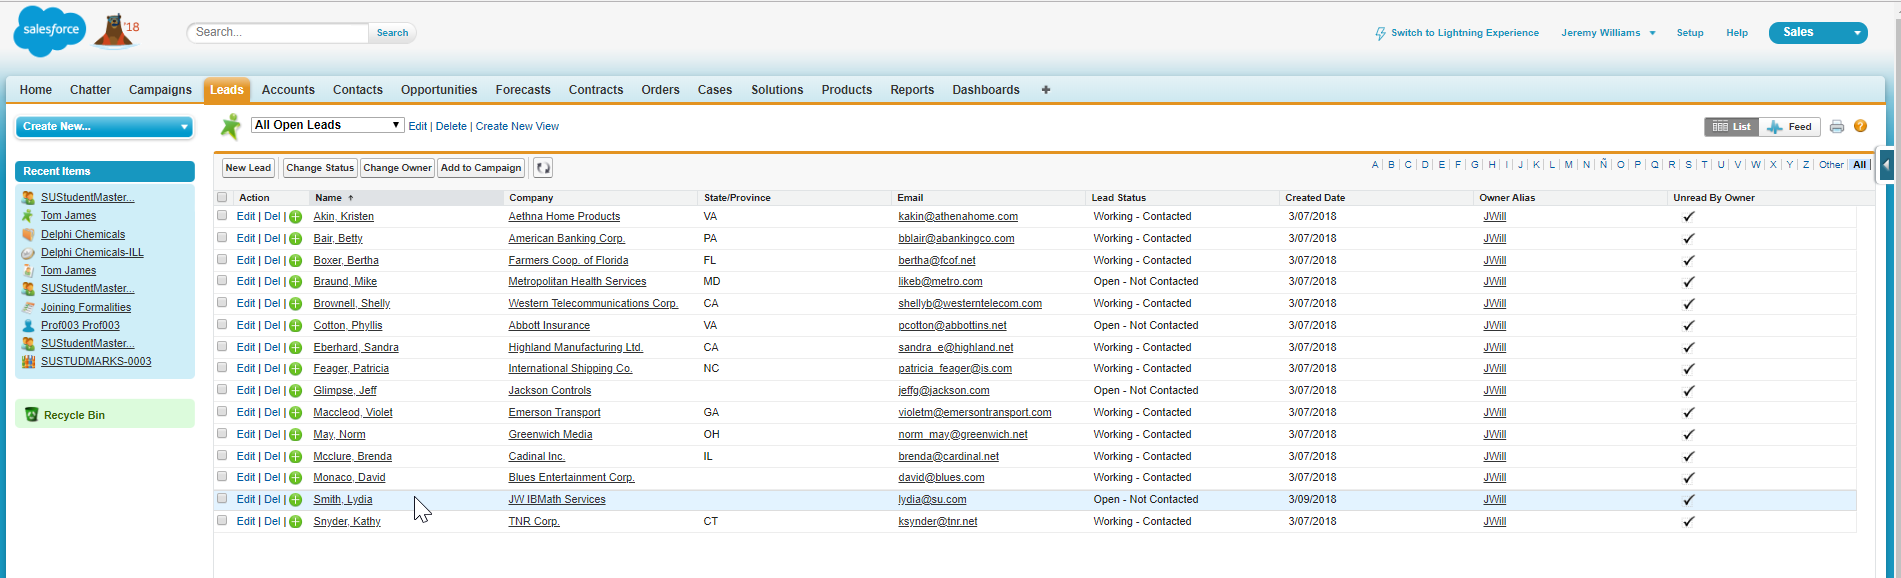 salesforce '18 Search... Search Switch to Lightning Experience Jeremy Williams Setup Help Sales
Home Chatter Campaigns Leads Accounts Contacts Opportunities Forecasts Contracts Orders Cases Solutions Products Reports Dashboards +
Create New...
Recent Items
SUStudentMaster...
Tom James
Delphi Chemicals
Delphi Chemicals-ILL
Tom James
SUStudentMaster...
Joining Formalities
Prof003 Prof003
SUStudentMaster...
SUSTUDMARKS-0003
Recycle Bin
All Open Leads Edit | Delete | Create New View List Feed ?
New Lead Change Status Change Owner Add to Campaign A | B | C | D | E | F | G | H | I | J | K | L | M | N | Ñ | O | P | Q | R | S | T | U | V | W | X | Y | Z | Other | All
Action Name Company State/Province Email Lead Status Created Date Owner Alias Unread By Owner
Edit | Del | Akin, Kristen Aethna Home Products VA kakin@athenahome.com Working - Contacted 3/07/2018 JWill
Edit | Del | Bair, Betty American Banking Corp. PA bblair@abankingco.com Working - Contacted 3/07/2018 JWill
Edit | Del | Boxer, Bertha Farmers Coop. of Florida FL bertha@fcof.net Working - Contacted 3/07/2018 JWill
Edit | Del | Braund, Mike Metropolitan Health Services MD likeb@metro.com Open - Not Contacted 3/07/2018 JWill
Edit | Del | Brownell, Shelly Western Telecommunications Corp. CA shellyb@westerntelecom.com Working - Contacted 3/07/2018 JWill
Edit | Del | Cotton, Phyllis Abbott Insurance VA pcotton@abbottins.net Open - Not Contacted 3/07/2018 JWill
Edit | Del | Eberhard, Sandra Highland Manufacturing Ltd. CA sandra_e@highland.net Working - Contacted 3/07/2018 JWill
Edit | Del | Feager, Patricia International Shipping Co. NC patricia_feager@is.com Working - Contacted 3/07/2018 JWill
Edit | Del | Glimpse, Jeff Jackson Controls jeffg@jackson.com Open - Not Contacted 3/07/2018 JWill
Edit | Del | Maccleod, Violet Emerson Transport GA violetm@emersontransport.com Working - Contacted 3/07/2018 JWill
Edit | Del | May, Norm Greenwich Media OH norm_may@greenwich.net Working - Contacted 3/07/2018 JWill
Edit | Del | Mcclure, Brenda Cadinal Inc. IL brenda@cardinal.net Working - Contacted 3/07/2018 JWill
Edit | Del | Monaco, David Blues Entertainment Corp. david@blues.com Working - Contacted 3/07/2018 JWill
Edit | Del | Smith, Lydia JW IBMath Services lydia@su.com Open - Not Contacted 3/09/2018 JWill
Edit | Del | Snyder, Kathy TNR Corp. CT ksynder@tnr.net Working - Contacted 3/07/2018 JWill